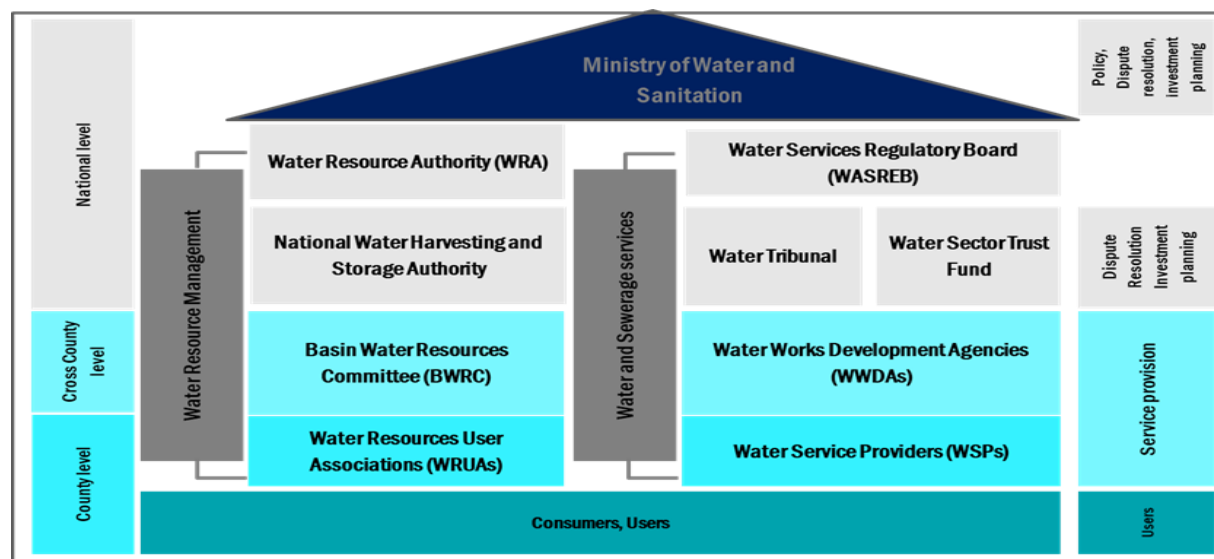 Ministry of Water and
Sanitation
Policy,
Dispute
resolution,
investment
planning
National level
Water Resource Management
Water Resource Authority (WRA)
Water and Sewerage services
Water Services Regulatory Board
(WASREB)
National Water Harvesting and
Storage Authority
Water Tribunal
Water Sector Trust
Fund
Dispute
Resolution
Investment
planning
Cross County
level
Basin Water Resources
Committee (BWRC)
Water Works Development Agencies
(WWDAs)
Service provision
County level
Water Resources User
Associations (WRUAs)
Water Service Providers (WSPs)
Consumers, Users
Users